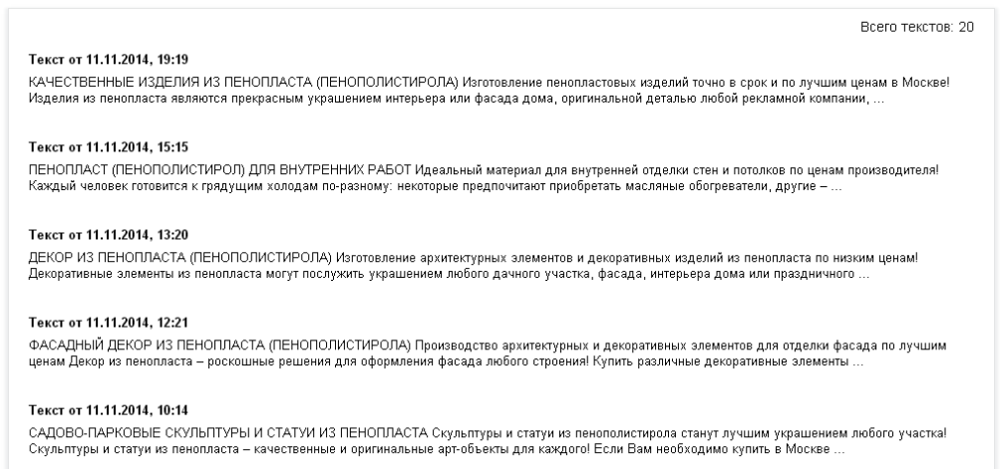 Всего текстов: 20
Текст от 11.11.2014, 19:19
КАЧЕСТВЕННЫЕ ИЗДЕЛИЯ ИЗ ПЕНОПЛАСТА (ПЕНОПОЛИСТИРОЛА) Изготовление пенопластовых изделий точно в срок и по лучшим ценам в Москве!
Изделия из пенопласта являются прекрасным украшением интерьера или фасада дома, оригинальной деталью любой рекламной компании, ...
Текст от 11.11.2014, 15:15
ПЕНОПЛАСТ (ПЕНОПОЛИСТИРОЛ) ДЛЯ ВНУТРЕННИХ РАБОТ Идеальный материал для внутренней отделки стен и потолков по ценам производителя!
Каждый человек готовится к грядущим холодам по-разному: некоторые предпочитают приобретать масляные обогреватели, другие – ...
Текст от 11.11.2014, 13:20
ДЕКОР ИЗ ПЕНОПЛАСТА (ПЕНОПОЛИСТИРОЛА) Изготовление архитектурных элементов и декоративных изделий из пенопласта по низким ценам!
Декоративные элементы из пенопласта могут послужить украшением любого дачного участка, фасада, интерьера дома или праздничного ...
Текст от 11.11.2014, 12:21
ФАСАДНЫЙ ДЕКОР ИЗ ПЕНОПЛАСТА (ПЕНОПОЛИСТИРОЛА) Производство архитектурных и декоративных элементов для отделки фасада по лучшим
ценам Декор из пенопласта – роскошные решения для оформления фасада любого строения! Купить различные декоративные элементы ...
Текст от 11.11.2014, 10:14
САДОВО-ПАРКОВЫЕ СКУЛЬПТУРЫ И СТАТУИ ИЗ ПЕНОПЛАСТА Скульптуры и статуи из пенополистирола станут лучшим украшением любого участка!
Скульптуры и статуи из пенопласта – качественные и оригинальные арт-объекты для каждого! Если Вам необходимо купить в Москве ...